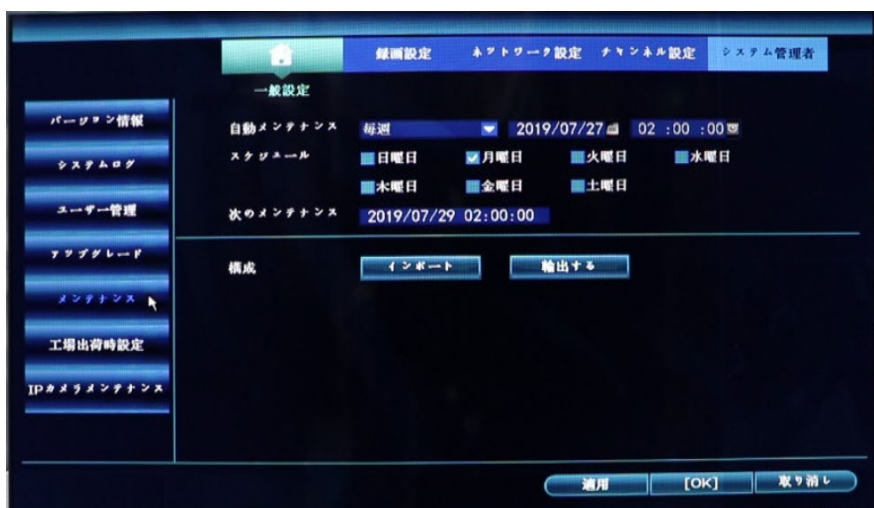 録画設定 ネットワーク設定 チャンネル設定 システム管理者
一般設定
バージョン情報
システムログ
ユーザー管理
アップグレード
メンテナンス
工場出荷時設定
IPカメラメンテナンス
自動メンテナンス 毎週 2019/07/27 02 :00 :00
スケジュール 日曜日 月曜日 火曜日 水曜日
木曜日 金曜日 土曜日
次のメンテナンス 2019/07/29 02:00:00
構成 インポート 輸出する
適用 [OK] 取り消し